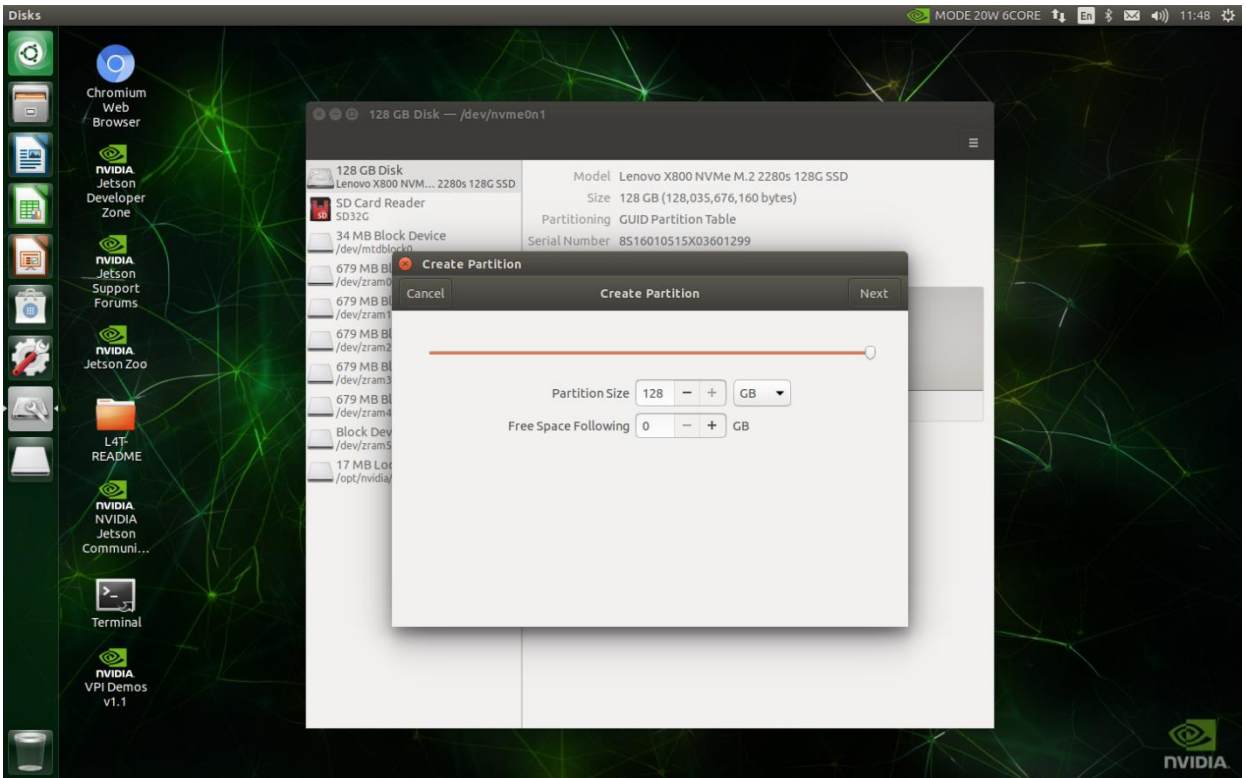 Disks
MODE 20W 6CORE
En
11:48
Chromium
Web
Browser
NVIDIA.
Jetson
Developer
Zone
NVIDIA.
Jetson
Support
Forums
NVIDIA.
Jetson Zoo
L4T-
README
NVIDIA.
NVIDIA
Jetson
Communi...
>_
Terminal
NVIDIA.
VPI Demos
v1.1
128 GB Disk — /dev/nvme0n1
128 GB Disk
Lenovo X800 NVM... 2280s 128G SSD
SD
SD Card Reader
SD32G
34 MB Block Device
/dev/mtdblock0
679 MB Bl
/dev/zram0
679 MB Bl
/dev/zram1
679 MB Bl
/dev/zram2
679 MB Bl
/dev/zram3
679 MB Bl
/dev/zram4
Block Dev
/dev/zram5
17 MB Loo
/opt/nvidia/
Model Lenovo X800 NVMe M.2 2280s 128G SSD
Size 128 GB (128,035,676,160 bytes)
Partitioning GUID Partition Table
Serial Number 8S16010515X03601299
Create Partition
Cancel Create Partition Next
Partition Size 128 − + GB
Free Space Following 0 − + GB
NVIDIA.